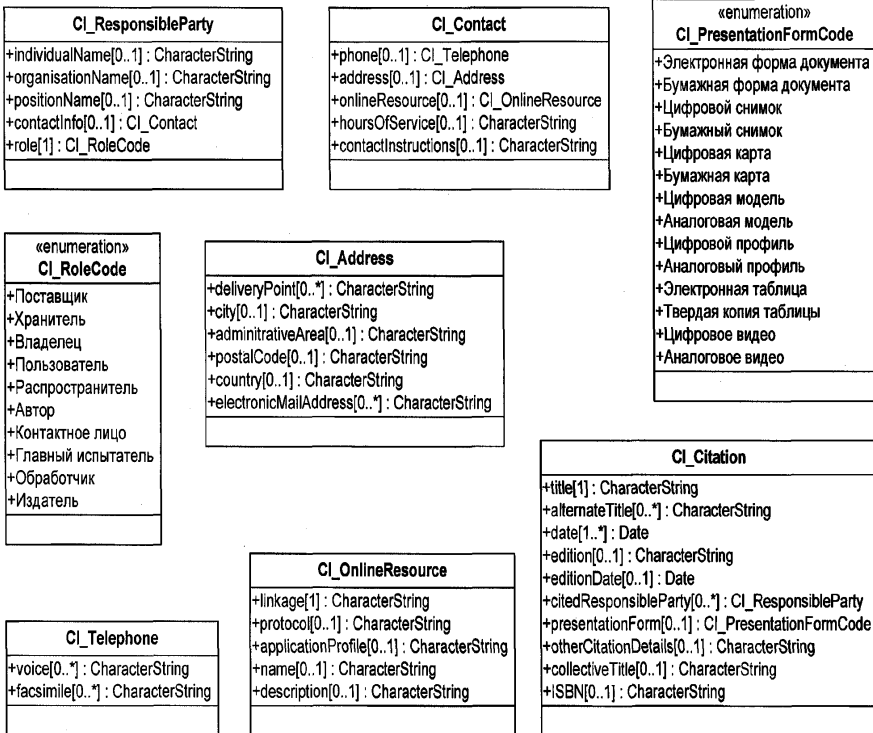 CI_ResponsibleParty
+individualName[0..1] : CharacterString
+organisationName[0..1] : CharacterString
+positionName[0..1] : CharacterString
+contactInfo[0..1] : CI_Contact
+role[1] : CI_RoleCode
CI_Contact
+phone[0..1] : CI_Telephone
+address[0..1] : CI_Address
+onlineResource[0..1] : CI_OnlineResource
+hoursOfService[0..1] : CharacterString
+contactInstructions[0..1] : CharacterString
«enumeration»
CI_PresentationFormCode
+Электронная форма документа
+Бумажная форма документа
+Цифровой снимок
+Бумажный снимок
+Цифровая карта
+Бумажная карта
+Цифровая модель
+Аналоговая модель
+Цифровой профиль
+Аналоговый профиль
+Электронная таблица
+Твердая копия таблицы
+Цифровое видео
+Аналоговое видео
«enumeration»
CI_RoleCode
+Поставщик
+Хранитель
+Владелец
+Пользователь
+Распространитель
+Автор
+Контактное лицо
+Главный испытатель
+Обработчик
+Издатель
CI_Address
+deliveryPoint[0..*] : CharacterString
+city[0..1] : CharacterString
+adminitrativeArea[0..1] : CharacterString
+postalCode[0..1] : CharacterString
+country[0..1] : CharacterString
+electronicMailAddress[0..*] : CharacterString
CI_Citation
+title[1] : CharacterString
+alternateTitle[0..*] : CharacterString
+date[1..*] : Date
+edition[0..1] : CharacterString
+editionDate[0..1] : Date
+citedResponsibleParty[0..*] : CI_ResponsibleParty
+presentationForm[0..1] : CI_PresentationFormCode
+otherCitationDetails[0..1] : CharacterString
+collectiveTitle[0..1] : CharacterString
+ISBN[0..1] : CharacterString
CI_OnlineResource
+linkage[1] : CharacterString
+protocol[0..1] : CharacterString
+applicationProfile[0..1] : CharacterString
+name[0..1] : CharacterString
+description[0..1] : CharacterString
CI_Telephone
+voice[0..*] : CharacterString
+facsimile[0..*] : CharacterString